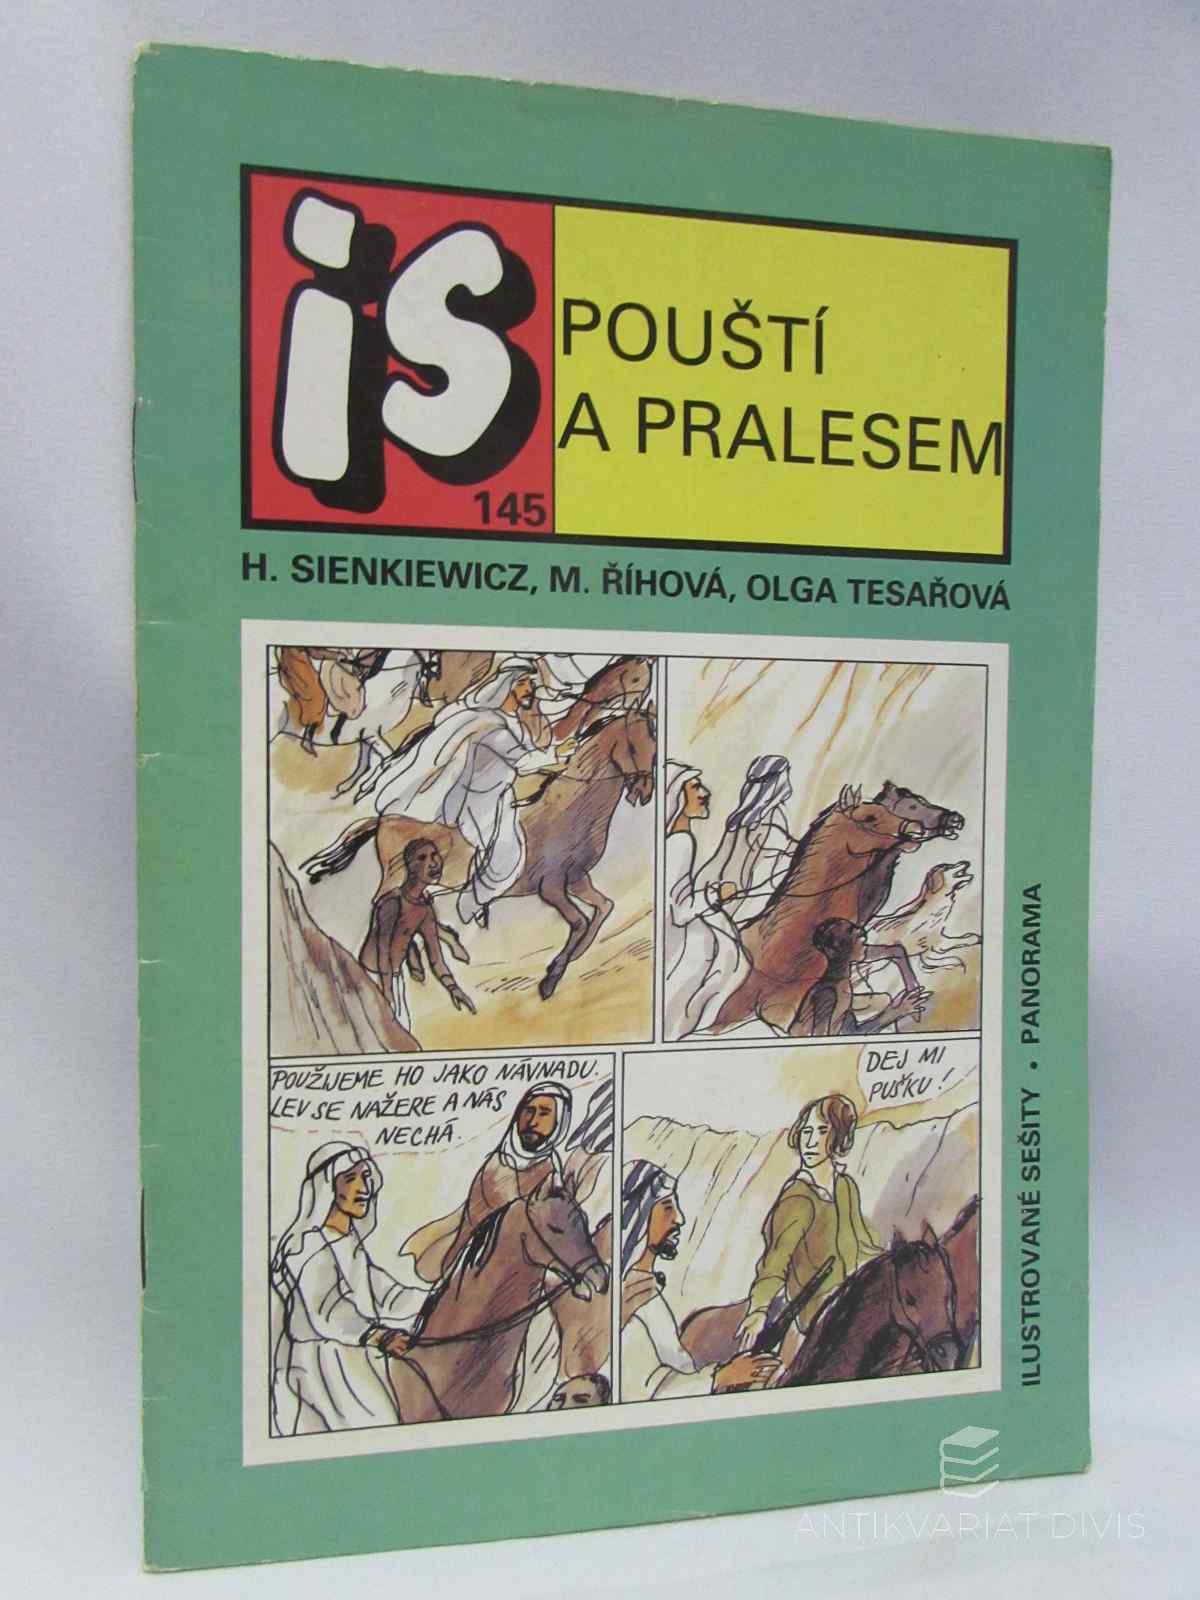 is
145
POUŠTÍ
A PRALESEM
H. SIENKIEWICZ, M. ŘÍHOVÁ, OLGA TESAŘOVÁ
POUŽIJEME HO JAKO NÁVNADU.
LEV SE NAŽERE A NÁS
NECHÁ.
DEJ MI
PUŠKU!
ILUSTROVANÉ SEŠITY • PANORAMA
ANTIKVARIAT DIVIS